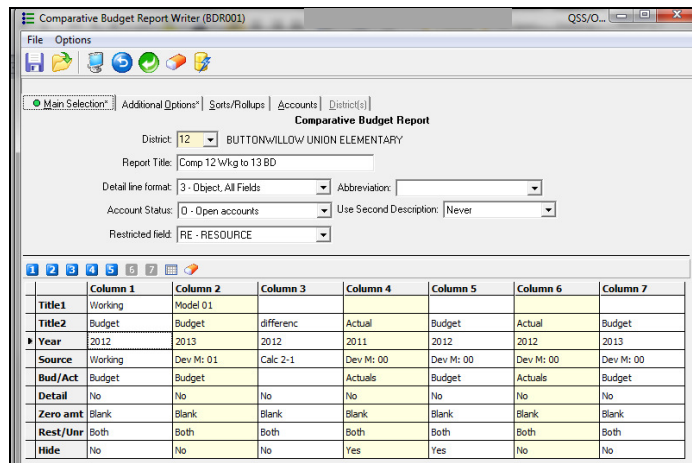 Comparative Budget Report Writer (BDR001) QSS/O...
File Options
Main Selection* Additional Options* Sorts/Rollups Accounts District(s)
Comparative Budget Report
District: 12 BUTTONWILLOW UNION ELEMENTARY
Report Title: Comp 12 Wkg to 13 BD
Detail line format: 3 - Object, All Fields Abbreviation:
Account Status: O - Open accounts Use Second Description: Never
Restricted field: RE - RESOURCE
1 2 3 4 5 6 7
Column 1 Column 2 Column 3 Column 4 Column 5 Column 6 Column 7
Title1 Working Model 01
Title2 Budget Budget differenc Actual Budget Actual Budget
Year 2012 2013 2012 2011 2012 2012 2013
Source Working Dev M: 01 Calc 2-1 Dev M: 00 Dev M: 00 Dev M: 00 Dev M: 00
Bud/Act Budget Budget Actuals Budget Actuals Budget
Detail No No No No No No No
Zero amt Blank Blank Blank Blank Blank Blank Blank
Rest/Unr Both Both Both Both Both Both Both
Hide No No No Yes Yes No No